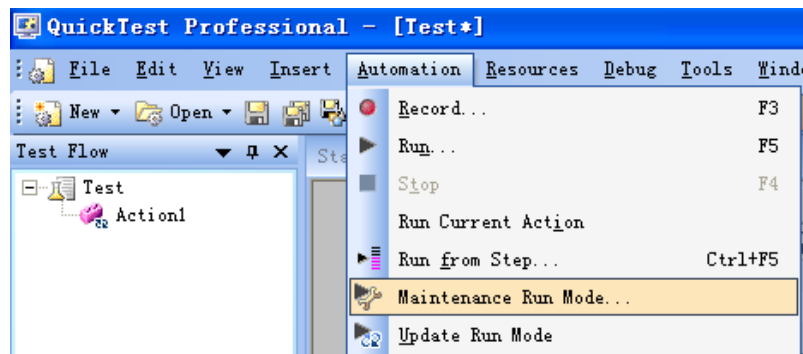 QuickTest Professional - [Test*]
File Edit View Insert Automation Resources Debug Tools
New Open
Record... F3
Test Flow
Run... F5
Test
Stop F4
Action1
Run Current Action
Run from Step... Ctrl+F5
Maintenance Run Mode...
Update Run Mode